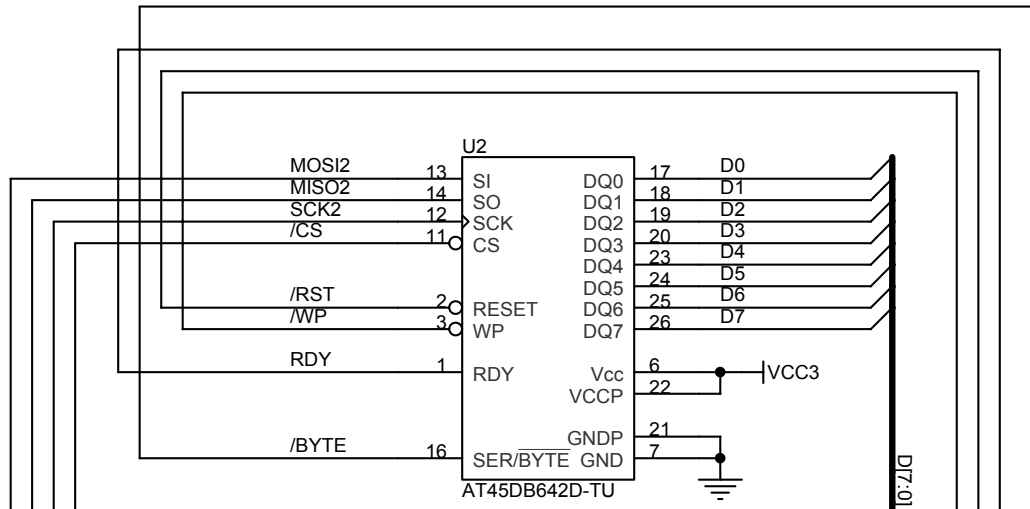 U2
MOSI2 13 SI DQ0 17 D0
MISO2 14 SO DQ1 18 D1
SCK2 12 SCK DQ2 19 D2
/CS 11 CS DQ3 20 D3
DQ4 23 D4
DQ5 24 D5
/RST 2 RESET DQ6 25 D6
/WP 3 WP DQ7 26 D7
RDY 1 RDY Vcc 6 VCC3
VCCP 22
GNDP 21
/BYTE 16 SER/BYTE GND 7
AT45DB642D-TU
D[7:0]